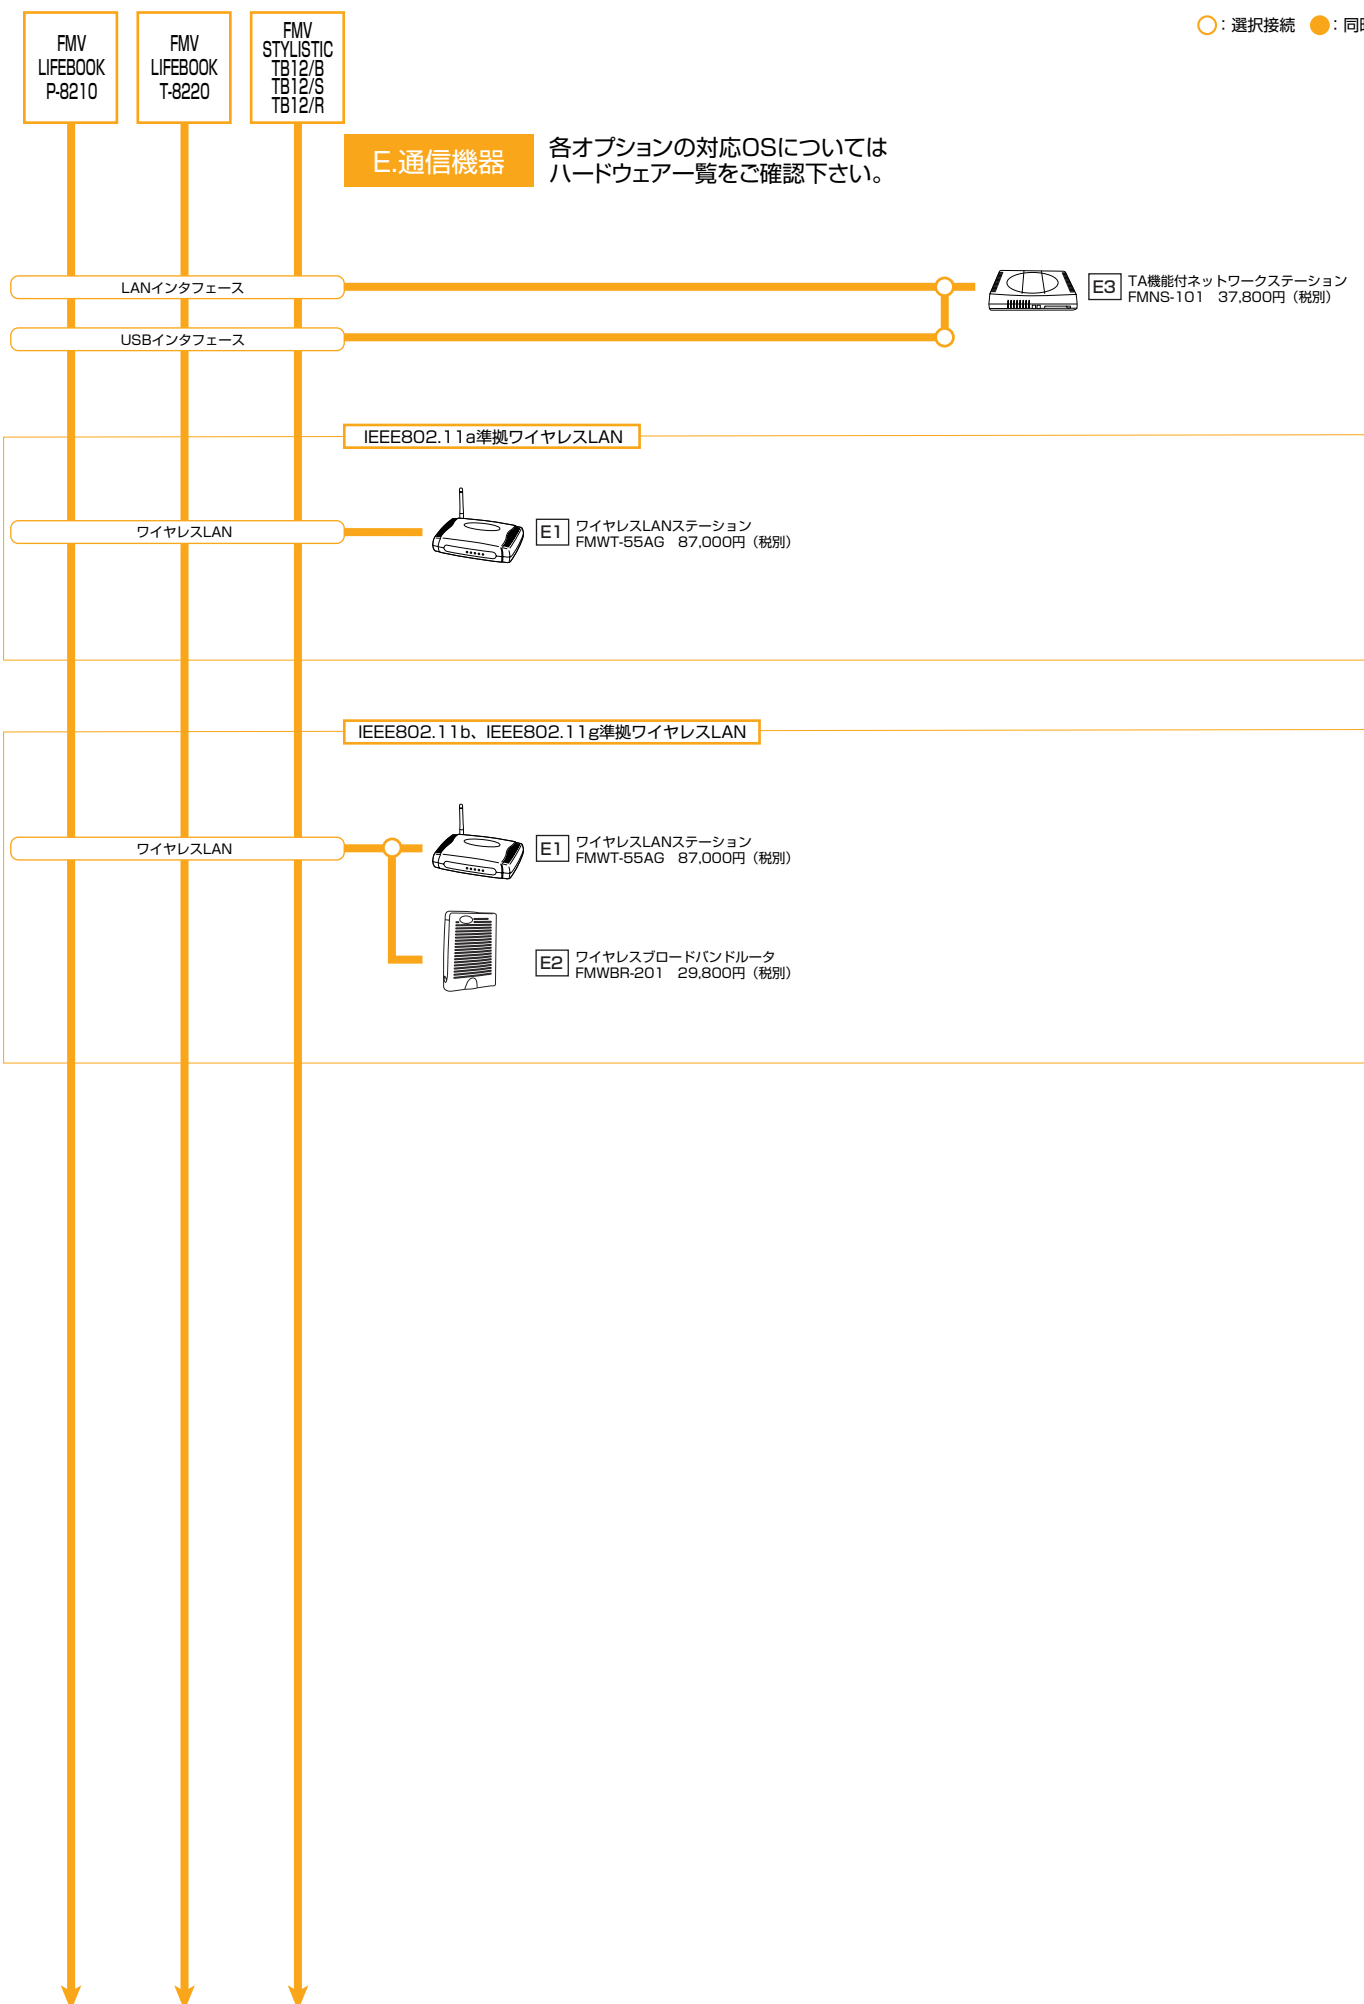 FMV
LIFEBOOK
P-8210
FMV
LIFEBOOK
T-8220
FMV
STYLISTIC
TB12/B
TB12/S
TB12/R
：選択接続
：同
E.通信機器
各オプションの対応OSについては
ハードウェア一覧をご確認下さい。
LANインタフェース
E3
TA機能付ネットワークステーション
FMNS-101 37,800円（税別）
USBインタフェース
IEEE802.11a準拠ワイヤレスLAN
ワイヤレスLAN
E1
ワイヤレスLANステーション
FMWT-55AG 87,000円（税別）
IEEE802.11b、IEEE802.11g準拠ワイヤレスLAN
ワイヤレスLAN
E1
ワイヤレスLANステーション
FMWT-55AG 87,000円（税別）
E2
ワイヤレスブロードバンドルータ
FMWBR-201 29,800円（税別）